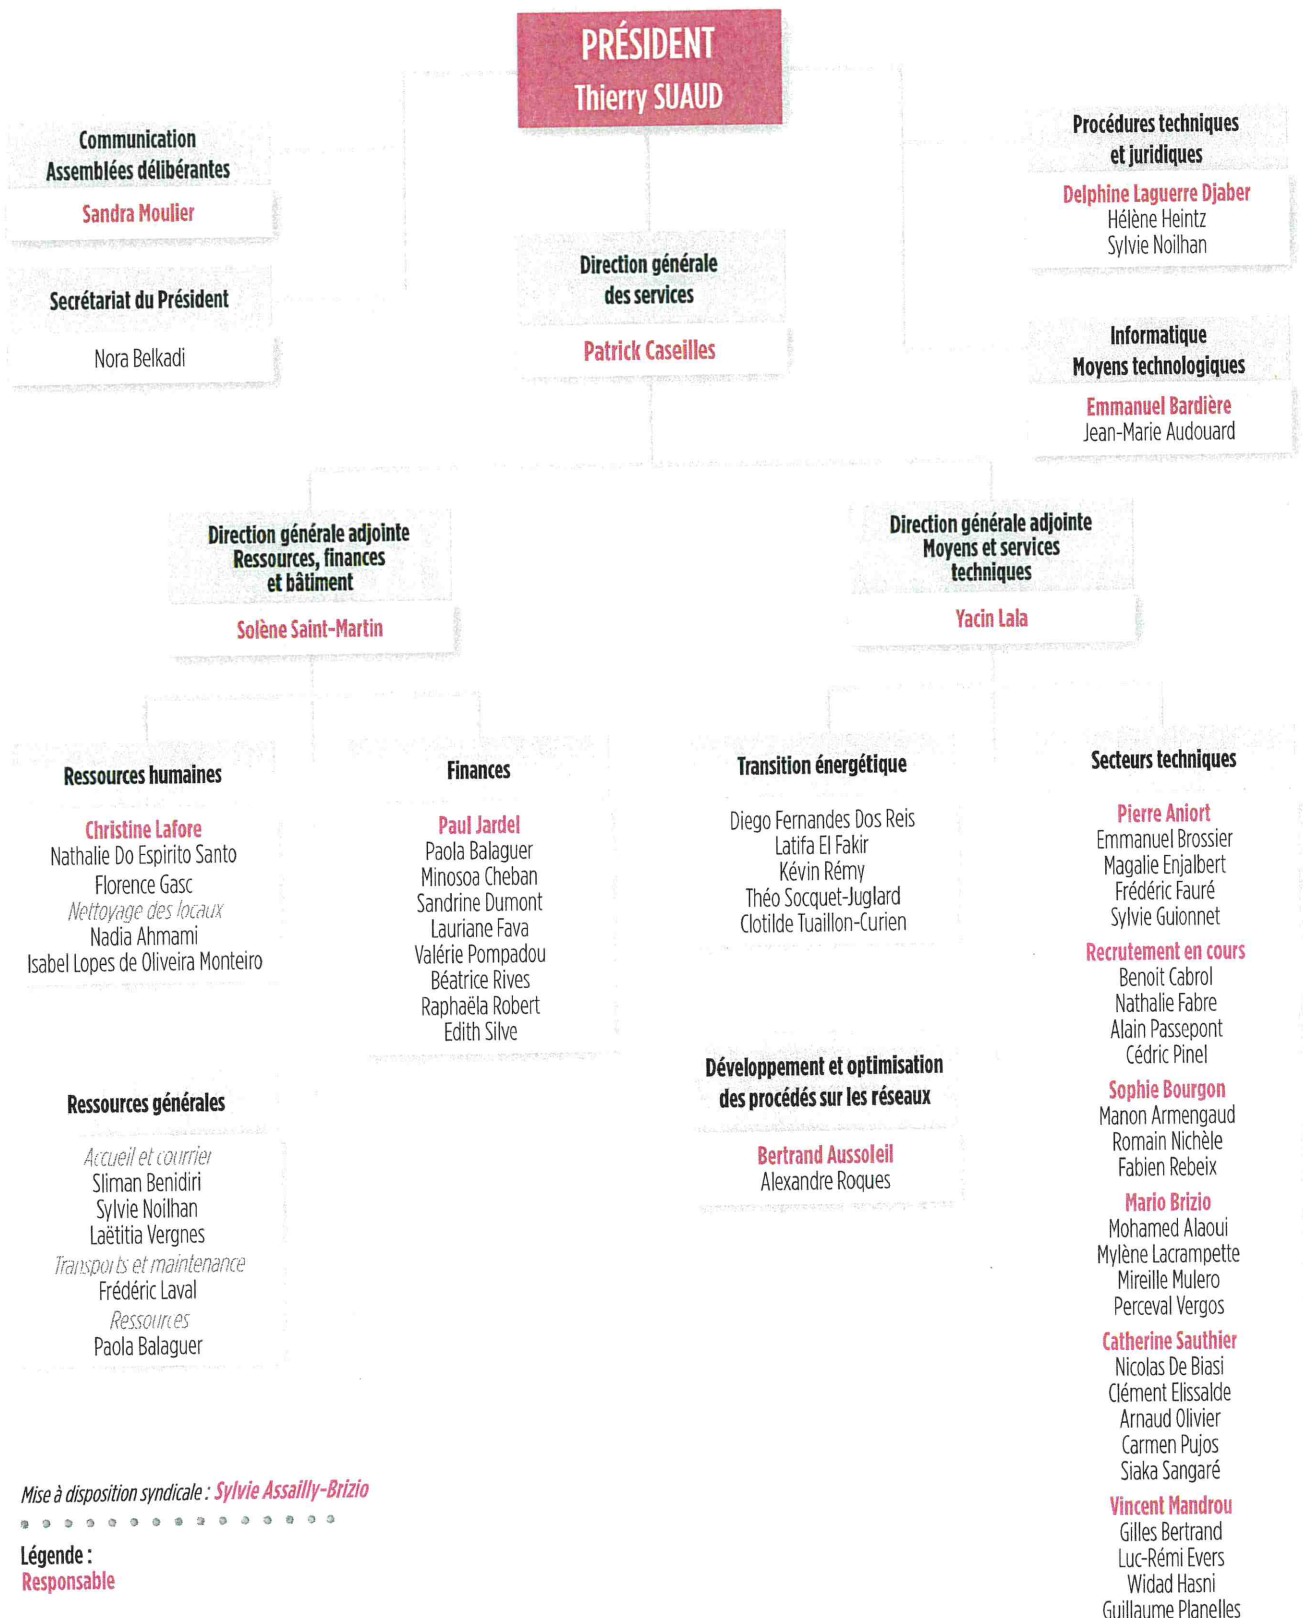 PRÉSIDENT
Thierry SUAUD
Communication
Assemblées délibérantes
Sandra Moulier
Secrétariat du Président
Nora Belkadi
Direction générale
des services
Patrick Caseilles
Procédures techniques
et juridiques
Delphine Laguerre Djaber
Hélène Heintz
Sylvie Noilhan
Informatique
Moyens technologiques
Emmanuel Bardière
Jean-Marie Audouard
Direction générale adjointe
Ressources, finances
et bâtiment
Solène Saint-Martin
Direction générale adjointe
Moyens et services
techniques
Yacin Lala
Ressources humaines
Christine Lafore
Nathalie Do Espirito Santo
Florence Gasc
Nettoyage des locaux
Nadia Ahmami
Isabel Lopes de Oliveira Monteiro
Ressources générales
Accueil et courrier
Sliman Benidiri
Sylvie Noilhan
Laëtitia Vergnes
Transports et maintenance
Frédéric Laval
Ressources
Paola Balaguer
Finances
Paul Jardel
Paola Balaguer
Minosoa Cheban
Sandrine Dumont
Lauriane Fava
Valérie Pompadou
Béatrice Rives
Raphaëla Robert
Edith Silve
Transition énergétique
Diego Fernandes Dos Reis
Latifa El Fakir
Kévin Rémy
Théo Socquet-Juglard
Clotilde Tuaillon-Curien
Développement et optimisation
des procédés sur les réseaux
Bertrand Aussoleil
Alexandre Roques
Secteurs techniques
Pierre Aniort
Emmanuel Brossier
Magalie Enjalbert
Frédéric Fauré
Sylvie Guionnet
Recrutement en cours
Benoit Cabrol
Nathalie Fabre
Alain Passepont
Cédric Pinel
Sophie Bourgon
Manon Armengaud
Romain Nichèle
Fabien Rebeix
Mario Brizio
Mohamed Alaoui
Mylène Lacrampette
Mireille Mulero
Perceval Vergos
Catherine Sauthier
Nicolas De Biasi
Clément Elissalde
Arnaud Olivier
Carmen Pujos
Siaka Sangaré
Vincent Mandrou
Gilles Bertrand
Luc-Rémi Evers
Widad Hasni
Guillaume Planelles
Mise à disposition syndicale : Sylvie Assailly-Brizio
Légende :
Responsable